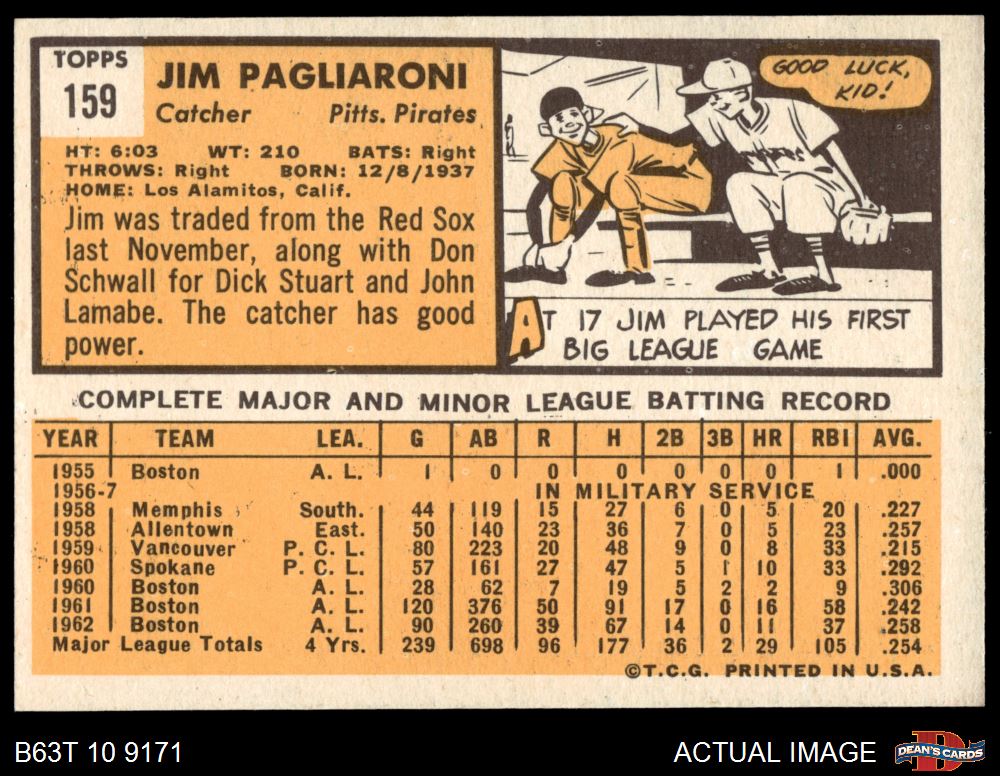 TOPPS
159
JIM PAGLIARONI
Catcher Pitts. Pirates
HT: 6:03 WT: 210 BATS: Right
THROWS: Right BORN: 12/8/1937
HOME: Los Alamitos, Calif.
Jim was traded from the Red Sox
last November, along with Don
Schwall for Dick Stuart and John
Lamabe. The catcher has good
power.
GOOD LUCK,
KID!
AT 17 JIM PLAYED HIS FIRST
BIG LEAGUE GAME
COMPLETE MAJOR AND MINOR LEAGUE BATTING RECORD
YEAR TEAM LEA. G AB R H 2B 3B HR RBI AVG.
1955 Boston A. L. 1 0 0 0 0 0 0 1 .000
1956-7 IN MILITARY SERVICE
1958 Memphis South. 44 119 15 27 6 0 5 20 .227
1958 Allentown East. 50 140 23 36 7 0 5 23 .257
1959 Vancouver P. C. L. 80 223 20 48 9 0 8 33 .215
1960 Spokane P. C. L. 57 161 27 47 5 1 10 33 .292
1960 Boston A. L. 28 62 7 19 5 2 2 9 .306
1961 Boston A. L. 120 376 50 91 17 0 16 58 .242
1962 Boston A. L. 90 260 39 67 14 0 11 37 .258
Major League Totals 4 Yrs. 239 698 96 177 36 2 29 105 .254
©T.C.G. PRINTED IN U.S.A.
B63T 10 9171
ACTUAL IMAGE
DEAN'S CARDS